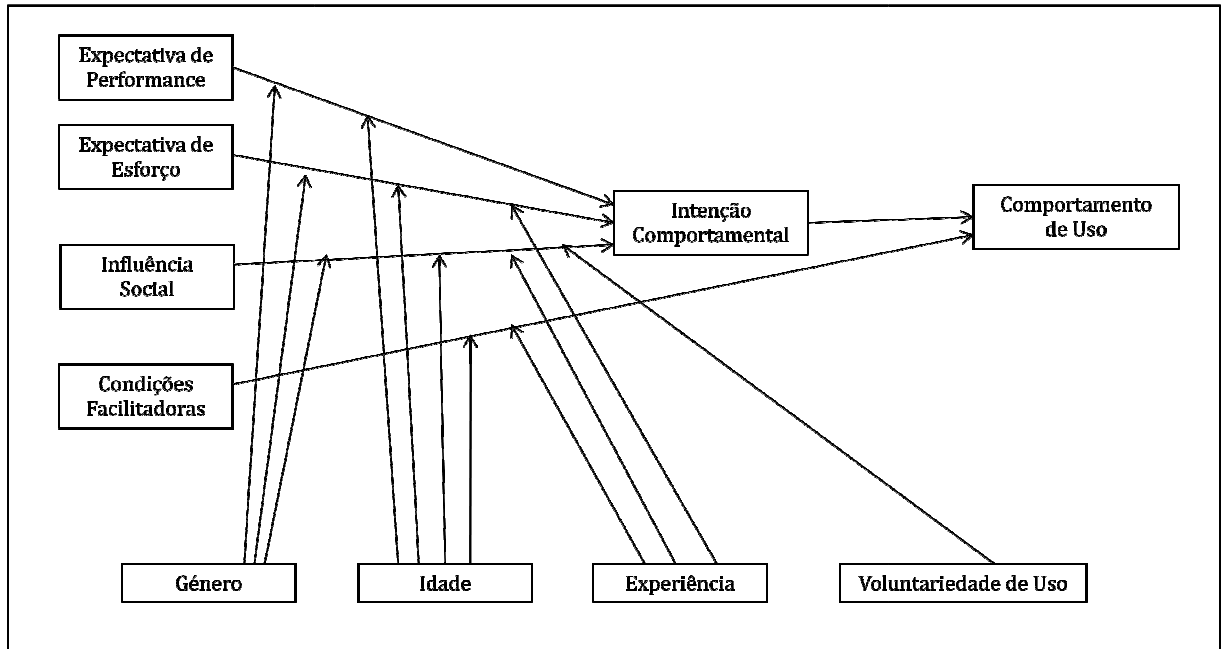 Expectativa de
Performance
Expectativa de
Esforço
Influência
Social
Condições
Facilitadoras
Intenção
Comportamental
Comportamento
de Uso
Género
Idade
Experiência
Voluntariedade de Uso